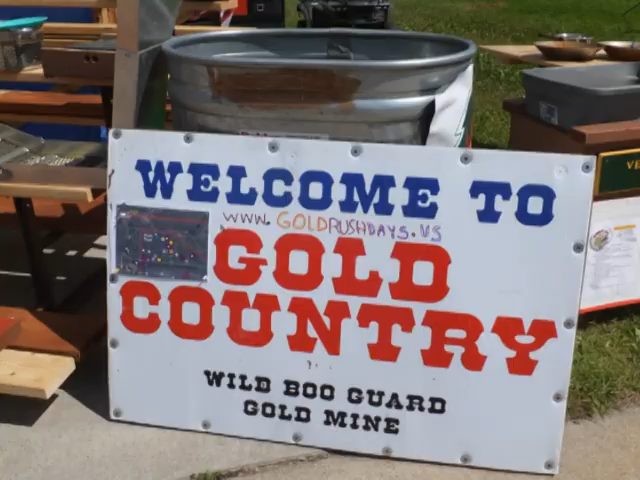 WELCOME TO
WWW.GOLDRUSHDAYS.US
GOLD
COUNTRY
WILD BOO GUARD
GOLD MINE